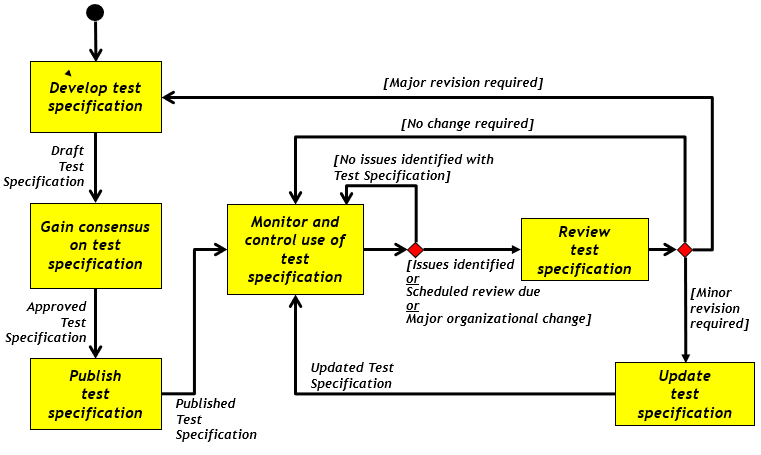 Develop test
specification
[Major revision required]
[No change required]
Draft
Test
Specification
[No issues identified with
Test Specification]
Gain consensus
on test
specification
Monitor and
control use of
test
specification
Review
test
specification
[Issues identified
or
Scheduled review due
or
Major organizational change]
[Minor
revision
required]
Approved
Test
Specification
Publish
test
specification
Updated Test
Specification
Update
test
specification
Published
Test
Specification